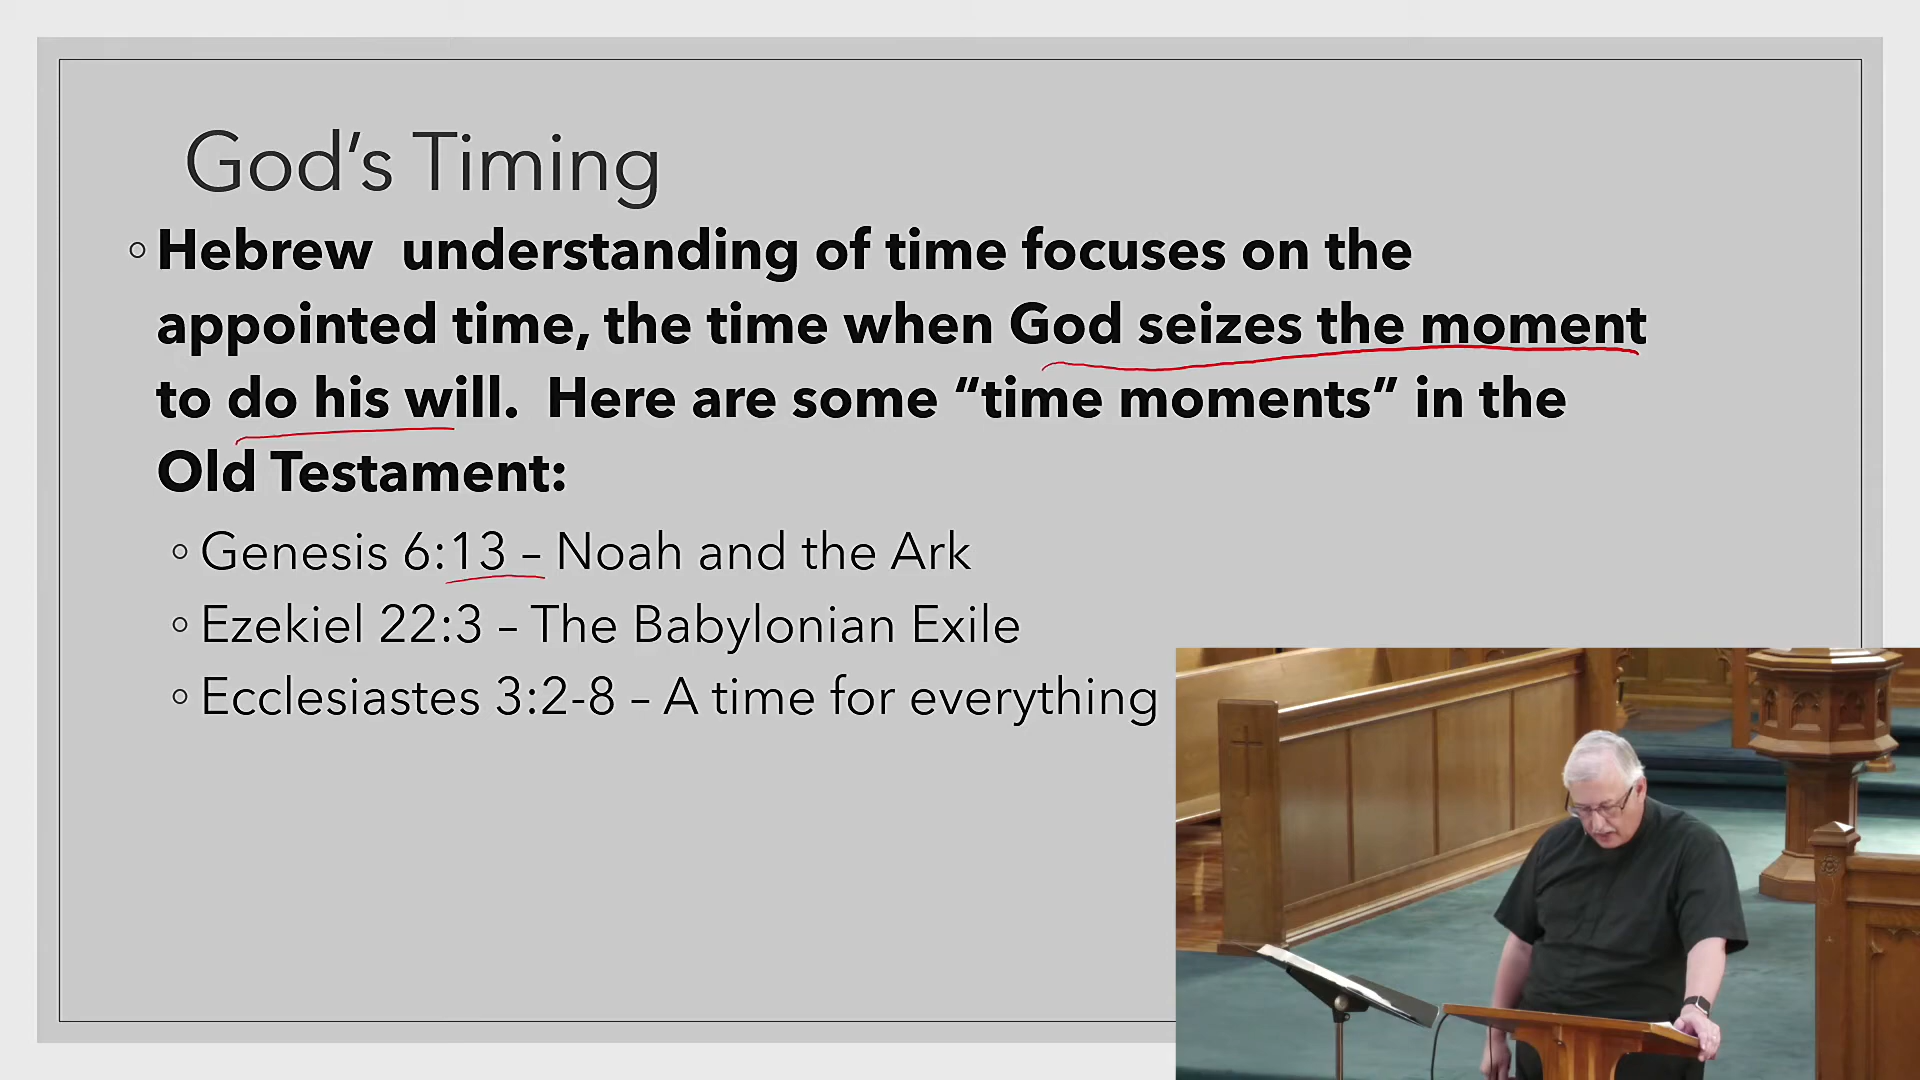 God’s Timing
◦ Hebrew  understanding of time focuses on the
appointed time, the time when God seizes the moment
to do his will.  Here are some “time moments” in the
Old Testament:
◦ Genesis 6:13 – Noah and the Ark
◦ Ezekiel 22:3 – The Babylonian Exile
◦ Ecclesiastes 3:2-8 – A time for everything